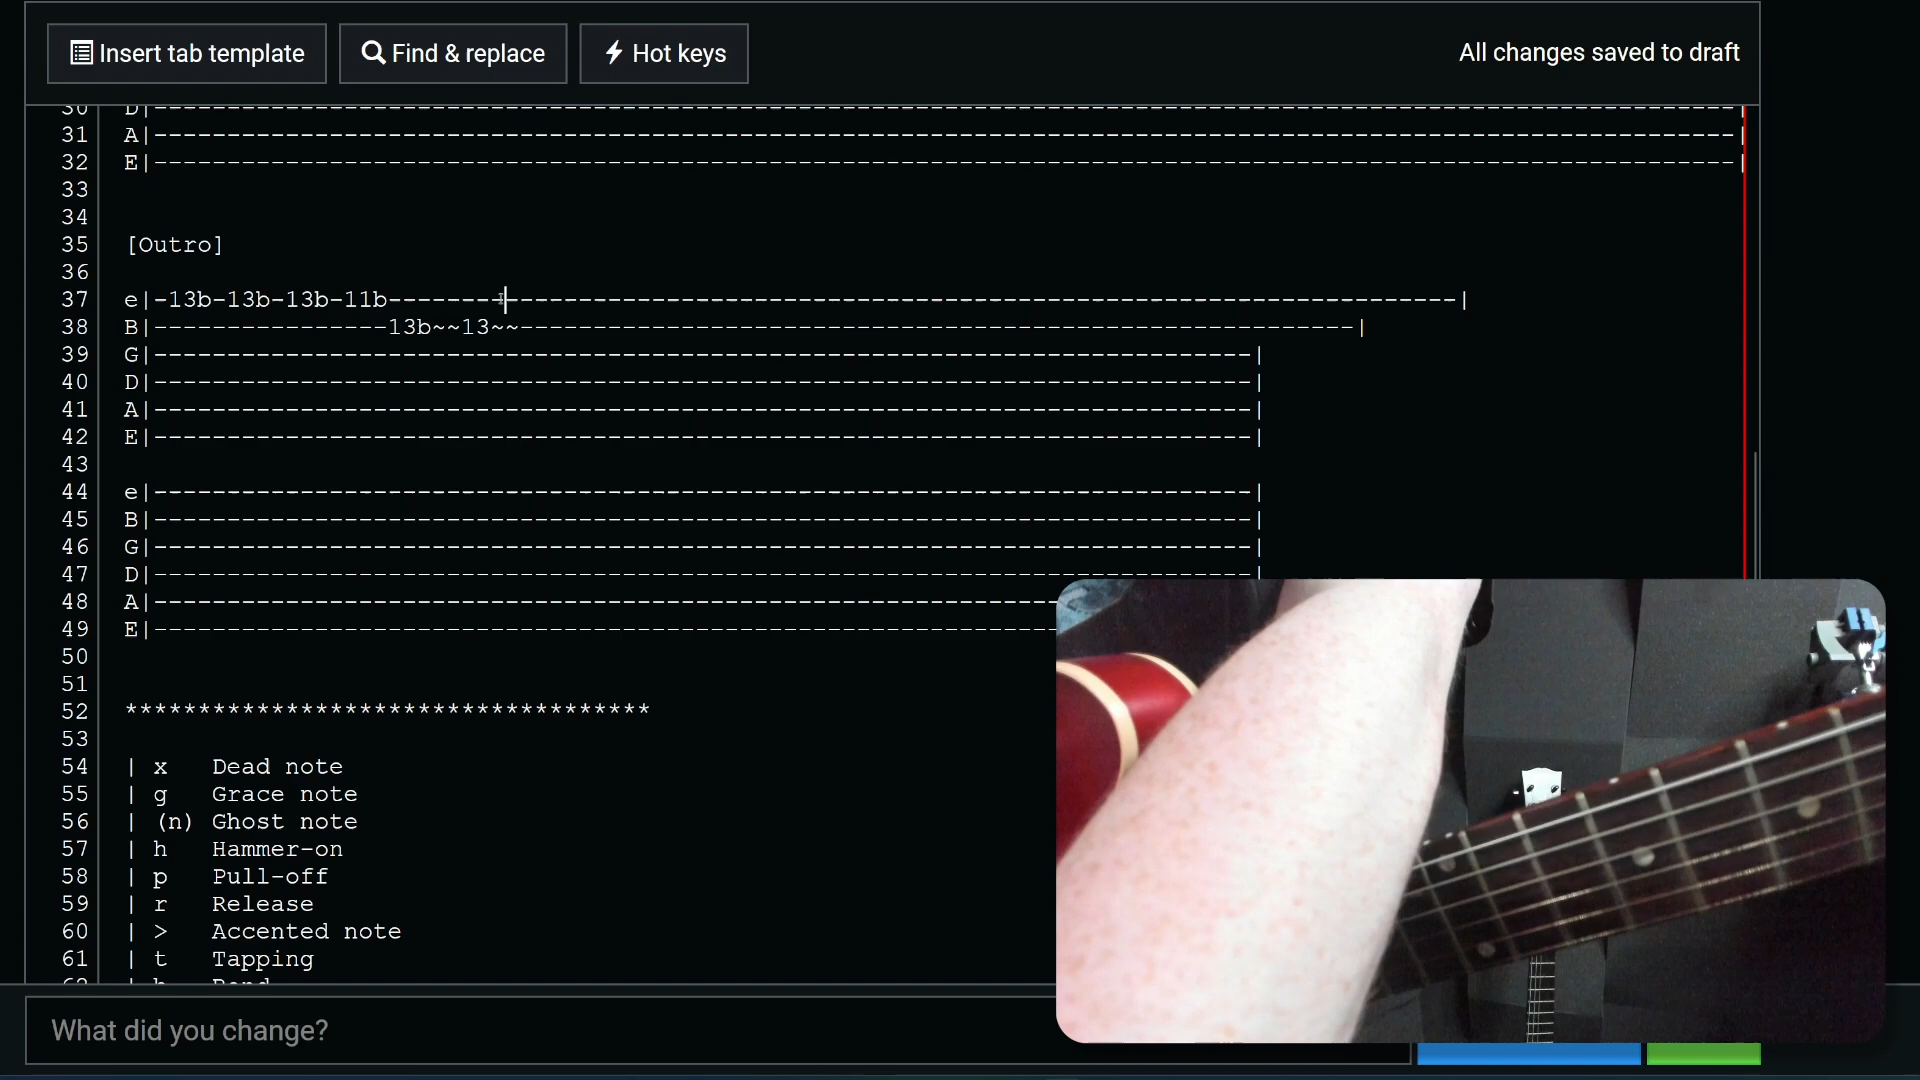 Insert tab template
Find & replace
Hot keys
All changes saved to draft
30 D|------------------------------------------------------------------------------------------------------------|
31 A|------------------------------------------------------------------------------------------------------------|
32 E|------------------------------------------------------------------------------------------------------------|
33
34
35 [Outro]
36
37 e|-13b-13b-13b-11b-------------------------------------------------------------------------|
38 B|----------------13b~~13~~---------------------------------------------------------|
39 G|---------------------------------------------------------------------------|
40 D|---------------------------------------------------------------------------|
41 A|---------------------------------------------------------------------------|
42 E|---------------------------------------------------------------------------|
43
44 e|---------------------------------------------------------------------------|
45 B|---------------------------------------------------------------------------|
46 G|---------------------------------------------------------------------------|
47 D|---------------------------------------------------------------------------|
48 A|--------------------------------------------------------------
49 E|--------------------------------------------------------------
50
51
52 ************************************
53
54 | x Dead note
55 | g Grace note
56 | (n) Ghost note
57 | h Hammer-on
58 | p Pull-off
59 | r Release
60 | > Accented note
61 | t Tapping
What did you change?